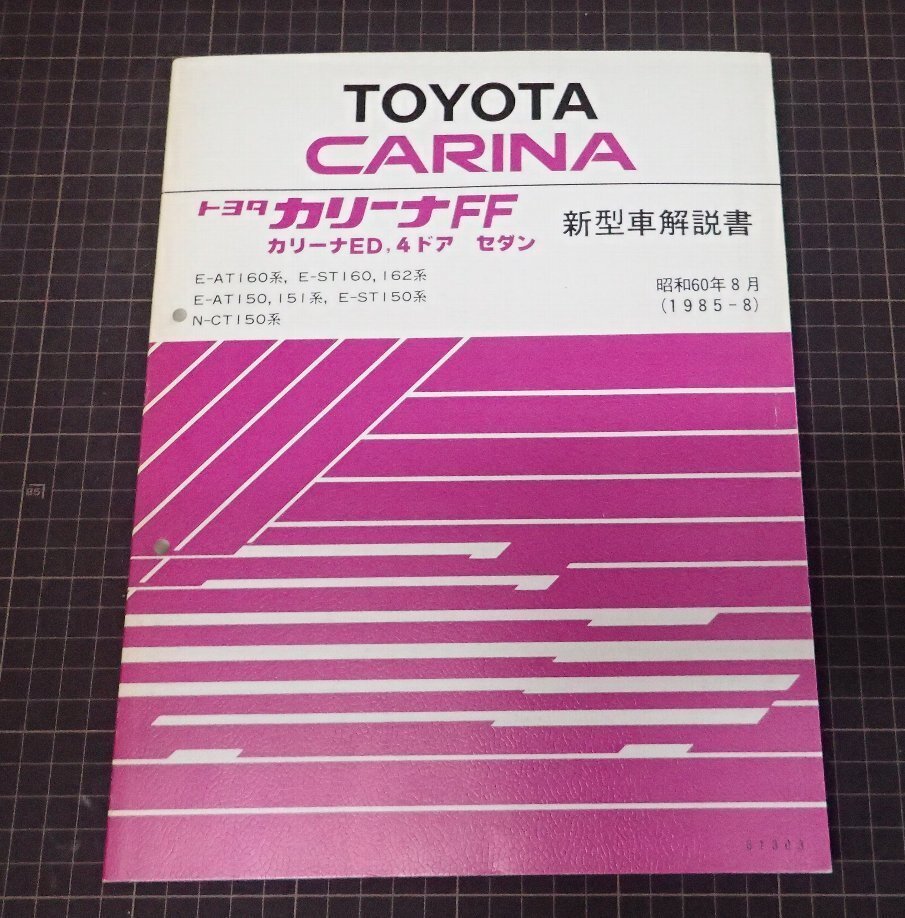 TOYOTA
CARINA
トヨタ カリーナFF
カリーナED, 4ドア セダン
新型車解説書
E-AT160系, E-ST160, 162系
E-AT150, 151系, E-ST150系
N-CT150系
昭和60年8月
(1985-8)
B5